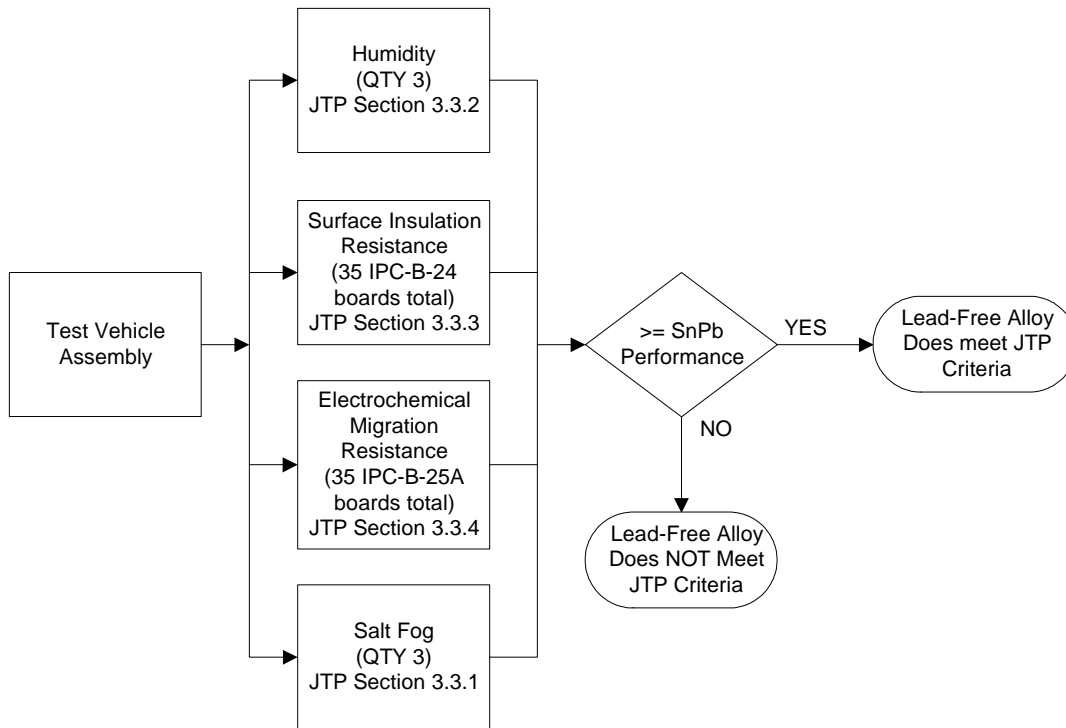 Humidity
(QTY 3)
JTP Section 3.3.2
Surface Insulation
Resistance
(35 IPC-B-24
boards total)
JTP Section 3.3.3
Test Vehicle
Assembly
Electrochemical
Migration
Resistance
(35 IPC-B-25A
boards total)
JTP Section 3.3.4
Salt Fog
(QTY 3)
JTP Section 3.3.1
>= SnPb
Performance
YES
NO
Lead-Free Alloy
Does meet JTP
Criteria
Lead-Free Alloy
Does NOT Meet
JTP Criteria